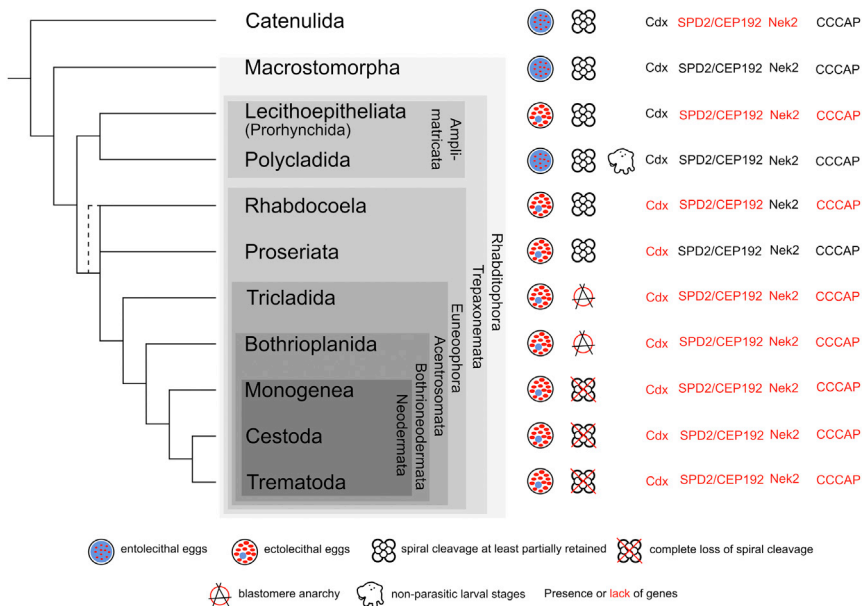 Catenulida Cdx SPD2/CEP192 Nek2 CCCAP
Macrostomorpha Cdx SPD2/CEP192 Nek2 CCCAP
Lecithoepitheliata Cdx SPD2/CEP192 Nek2 CCCAP
(Prorhynchida)
Ampli-
matricata
Polycladida Cdx SPD2/CEP192 Nek2 CCCAP
Rhabdocoela Cdx SPD2/CEP192 Nek2 CCCAP
Proseriata Cdx SPD2/CEP192 Nek2 CCCAP
Tricladida Cdx SPD2/CEP192 Nek2 CCCAP
Bothrioplanida Cdx SPD2/CEP192 Nek2 CCCAP
Monogenea Cdx SPD2/CEP192 Nek2 CCCAP
Cestoda Cdx SPD2/CEP192 Nek2 CCCAP
Trematoda Cdx SPD2/CEP192 Nek2 CCCAP
Rhabditophora
Trepaxonemata
Euneoophora
Acentrosomata
Bothrioneodermata
Neodermata
entolecithal eggs ectolecithal eggs spiral cleavage at least partially retained complete loss of spiral cleavage
blastomere anarchy non-parasitic larval stages Presence or lack of genes